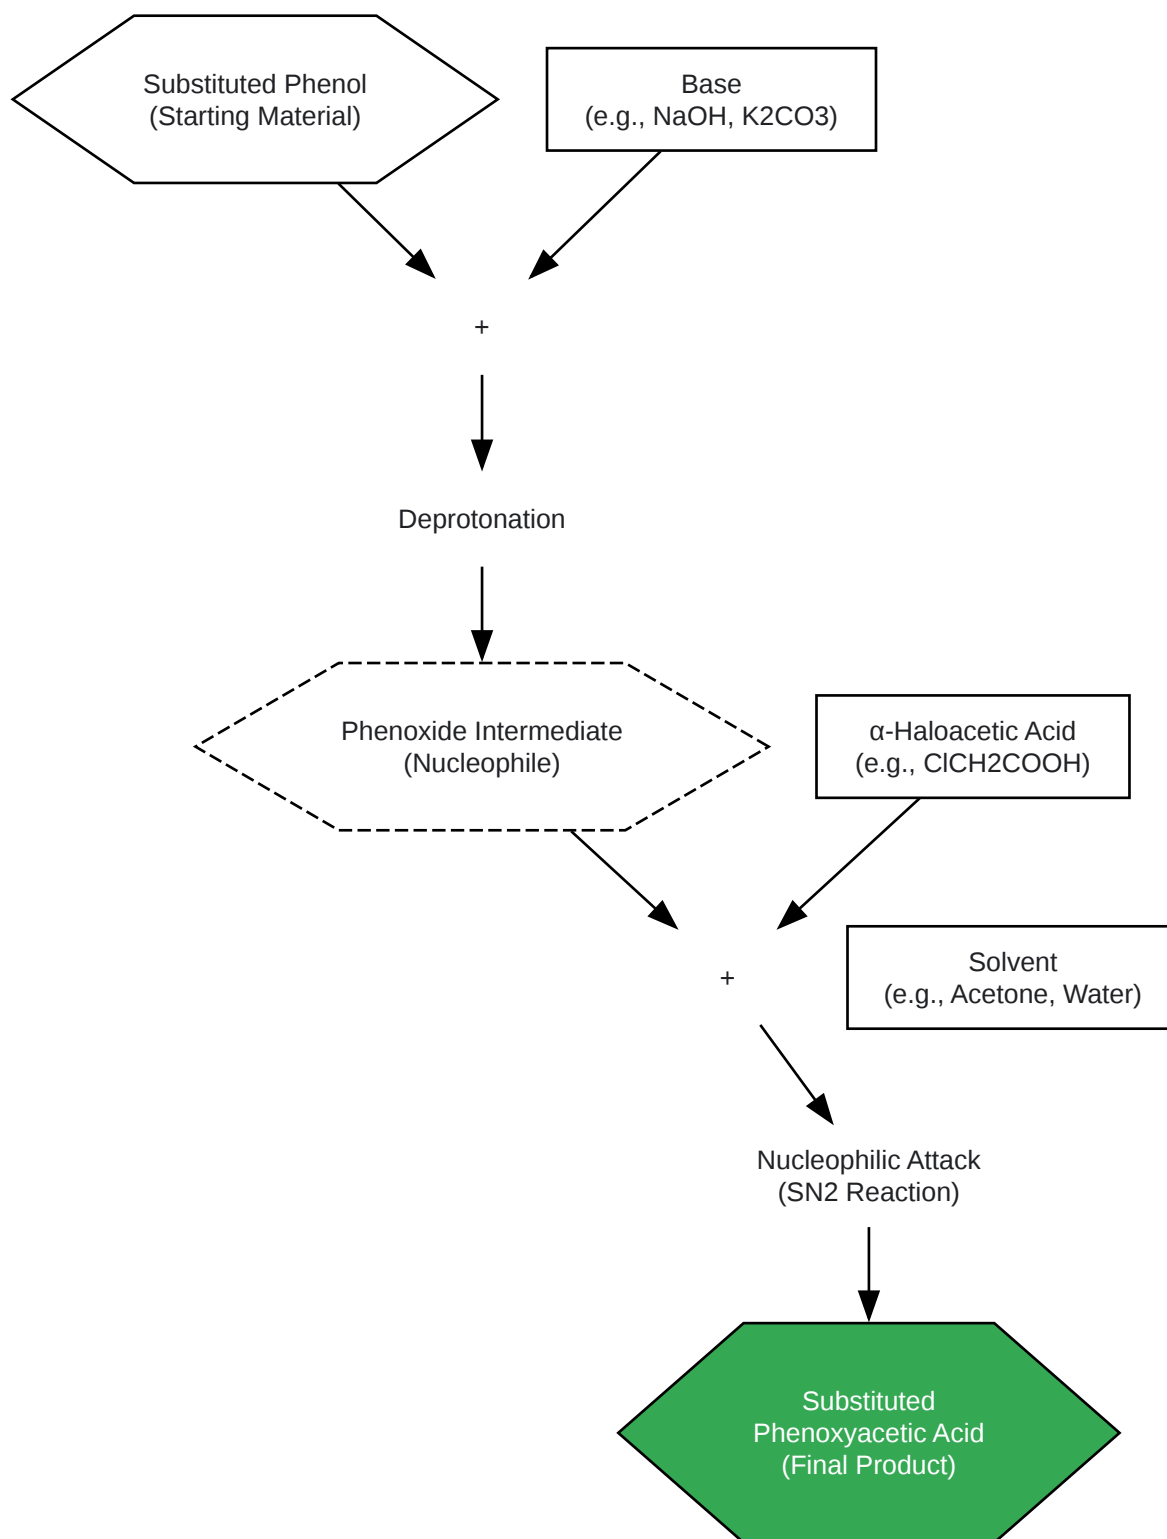 Substituted Phenol
(Starting Material)
Base
(e.g., NaOH, K2CO3)
+
Deprotonation
Phenoxide Intermediate
(Nucleophile)
α-Haloacetic Acid
(e.g., ClCH2COOH)
+
Solvent
(e.g., Acetone, Water)
Nucleophilic Attack
(SN2 Reaction)
Substituted
Phenoxyacetic Acid
(Final Product)